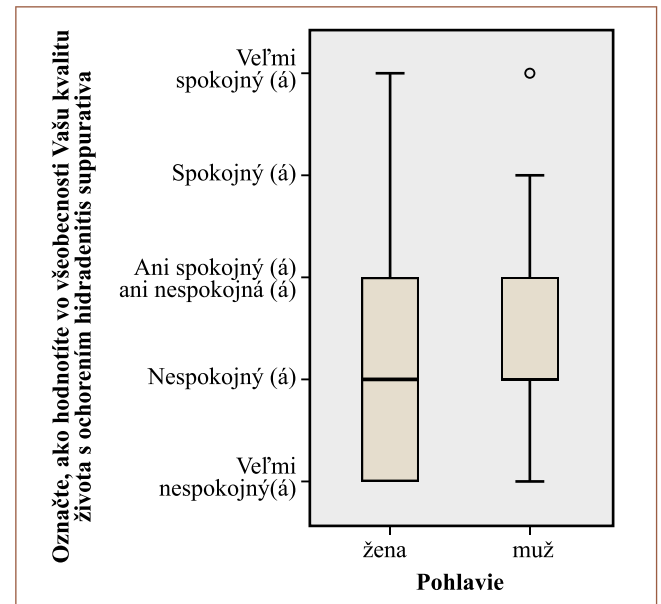 Označte, ako hodnotíte vo všeobecnosti Vašu kvalitu
života s ochorením hidradenitis suppurativa
Veľmi
spokojný (á)
Spokojný (á)
Ani spokojný (á)
ani nespokojná (á)
Nespokojný (á)
Veľmi
nespokojný(á)
žena
muž
Pohlavie